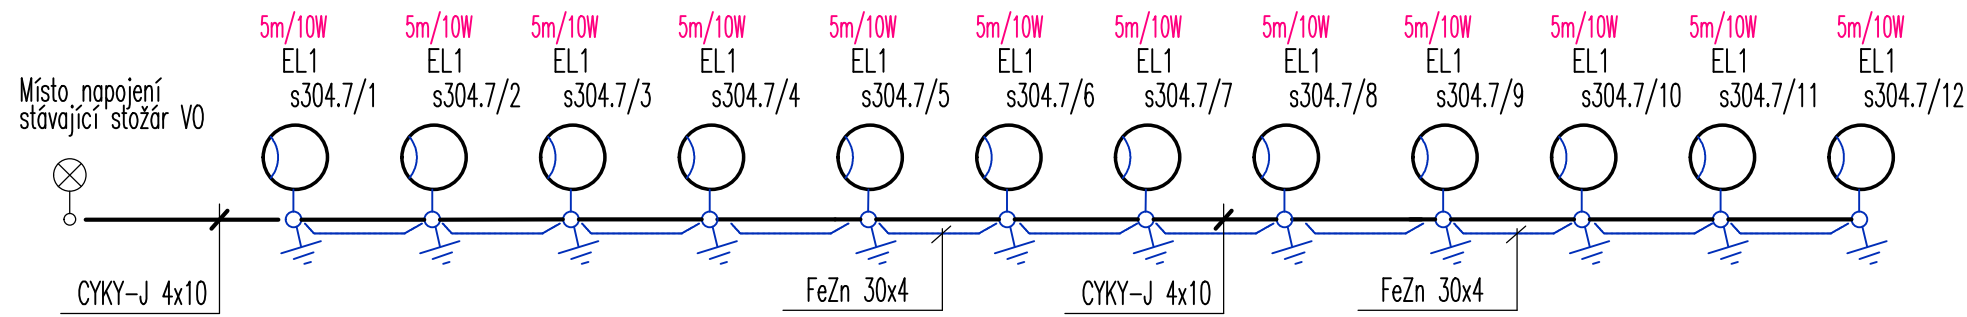 5m/10W 5m/10W 5m/10W 5m/10W 5m/10W 5m/10W 5m/10W 5m/10W 5m/10W 5m/10W 5m/10W 5m/10W
EL1 EL1 EL1 EL1 EL1 EL1 EL1 EL1 EL1 EL1 EL1 EL1
s304.7/1 s304.7/2 s304.7/3 s304.7/4 s304.7/5 s304.7/6 s304.7/7 s304.7/8 s304.7/9 s304.7/10 s304.7/11 s304.7/12
Místo napojení
stávající stožár VO
CYKY-J 4x10 FeZn 30x4 CYKY-J 4x10 FeZn 30x4